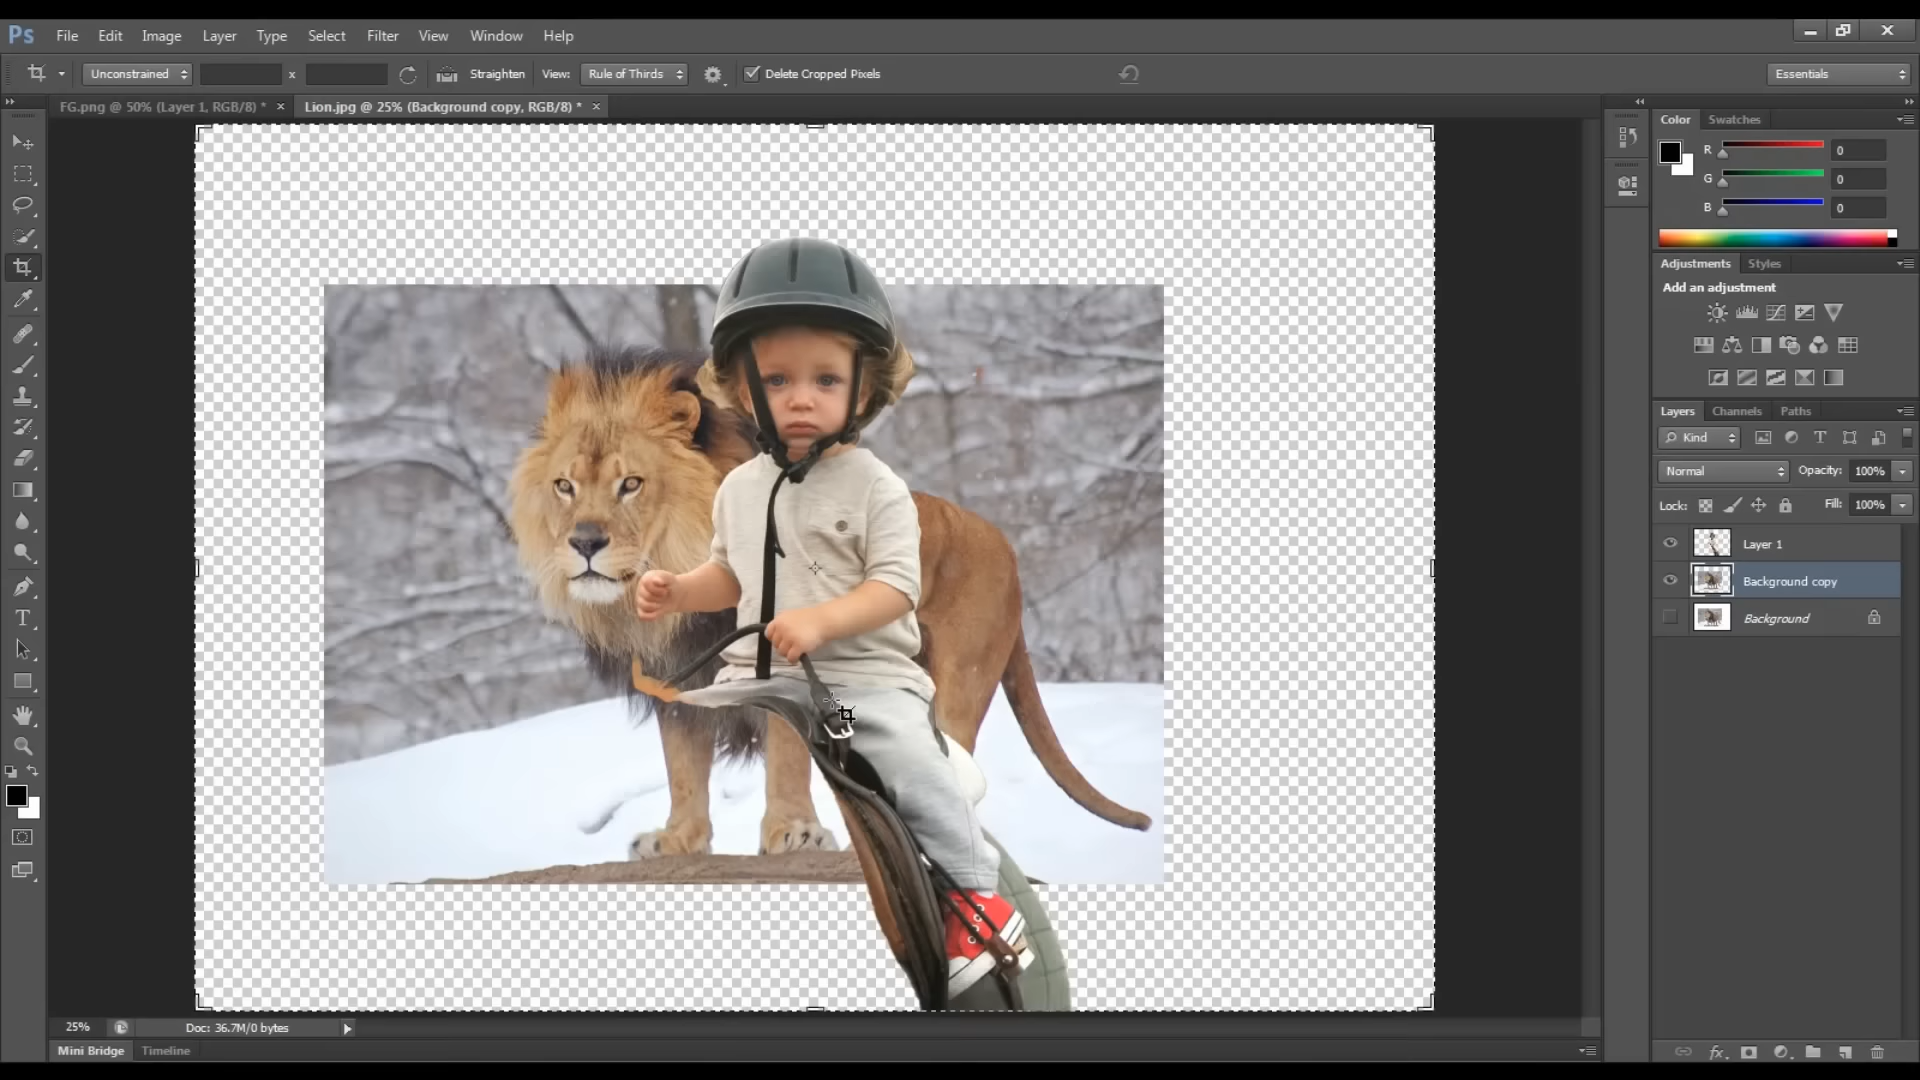 Ps File Edit Image Layer Type Select Filter View Window Help
Unconstrained x Straighten View: Rule of Thirds Delete Cropped Pixels Essentials
FG.png @ 50% (Layer 1, RGB/8) * × Lion.jpg @ 25% (Background copy, RGB/8) * ×
Color Swatches
R 0
G 0
B 0
Adjustments Styles
Add an adjustment
Layers Channels Paths
Kind
Normal Opacity: 100%
Lock: Fill: 100%
Layer 1
Background copy
Background
25% Doc: 36.7M/0 bytes
Mini Bridge Timeline